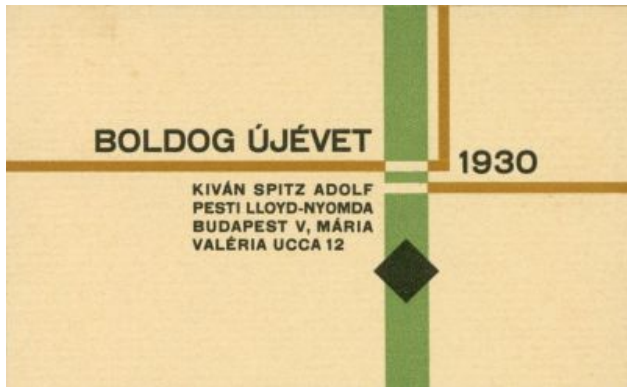 BOLDOG ÚJÉVET 1930
KIVÁN SPITZ ADOLF
PESTI LLOYD-NYOMDA
BUDAPEST V, MÁRIA
VALÉRIA UCCA 12